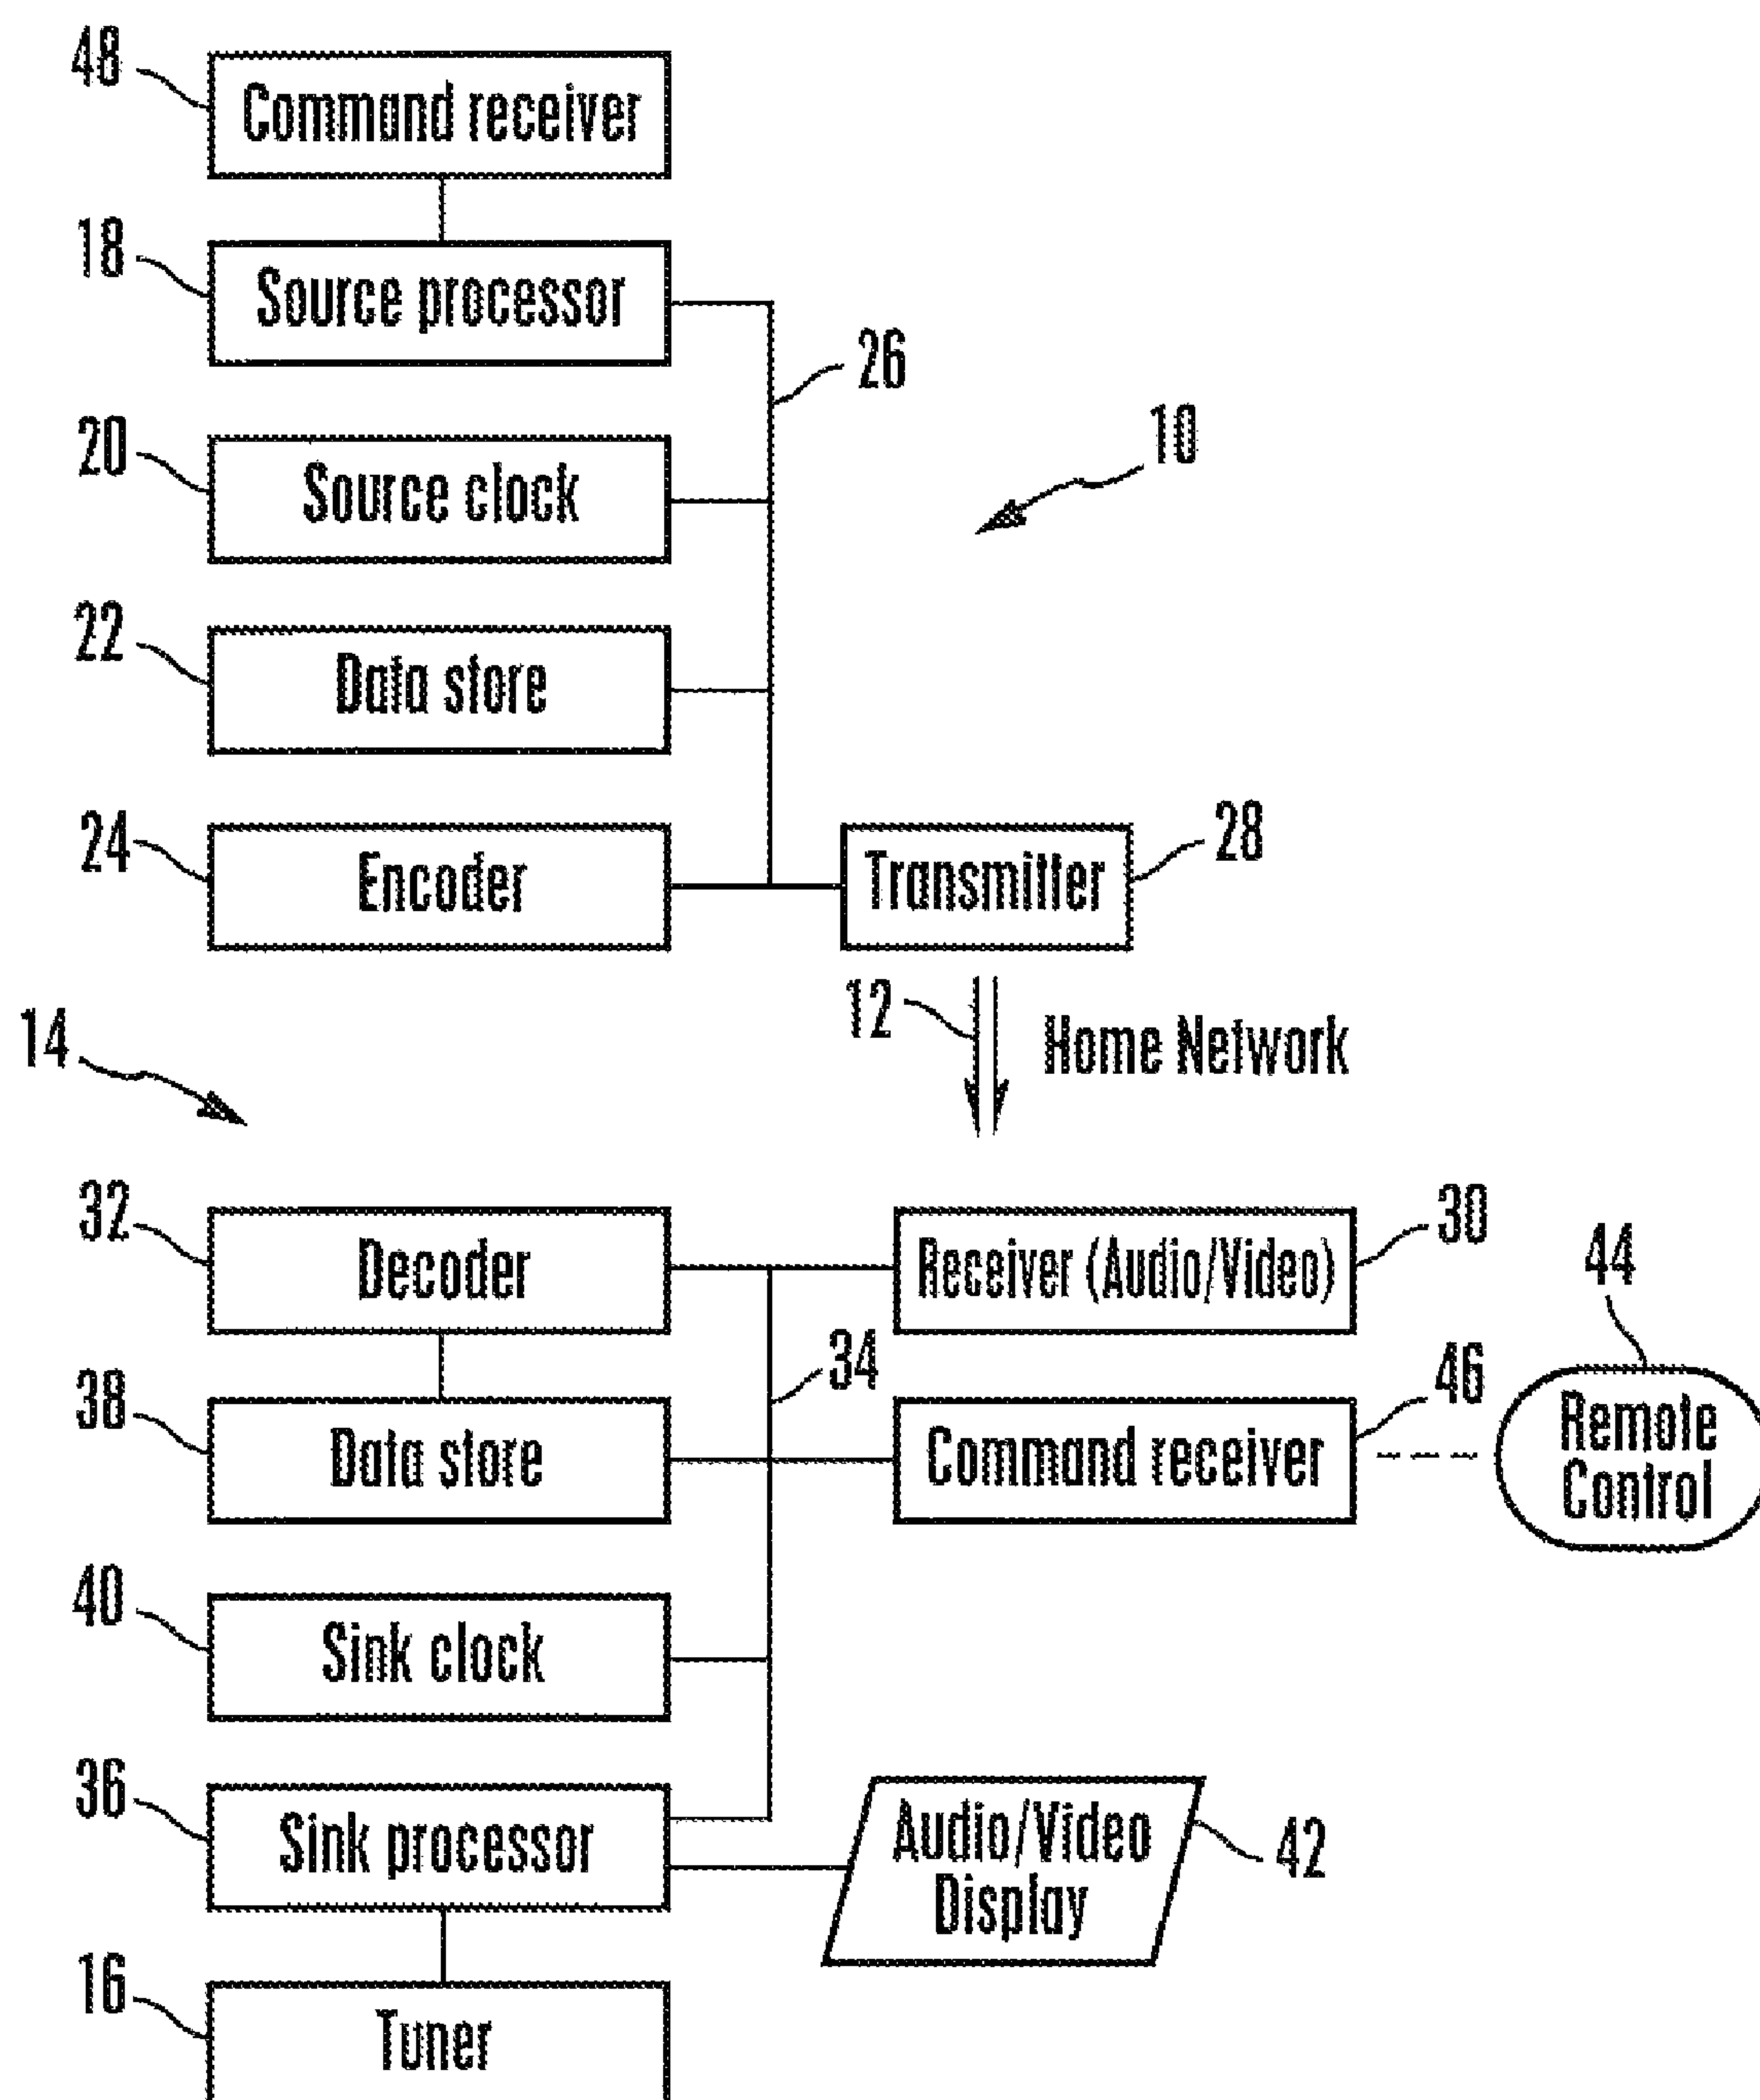 48
Command receiver
18
Source processor
26
10
20
Source clock
22
Data store
24
Encoder
Transmitter
28
12
Home Network
14
32
Decoder
Receiver (Audio/Video)
30
44
34
38
Data store
Command receiver
46
Remote
Control
40
Sink clock
36
Sink processor
Audio/Video
Display
42
16
Tuner